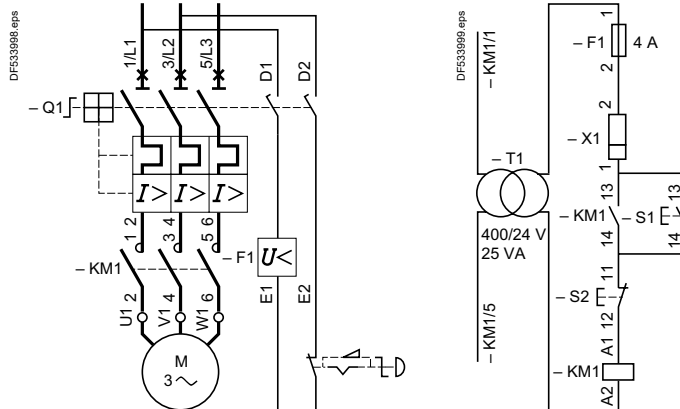 DF533998.eps
1/L1
3/L2
5/L3
D1
D2
– Q1
I>
I>
I>
1
3
5
2
4
6
– KM1
– F1
U<
2
4
6
U1
V1
W1
E1
E2
M
3 ~
DF533999.eps
– KM1/1
– T1
400/24 V
25 VA
– KM1/5
1
– F1
4 A
2
2
– X1
1
13
– KM1
14
13
– S1
14
11
– S2
12
A1
– KM1
A2